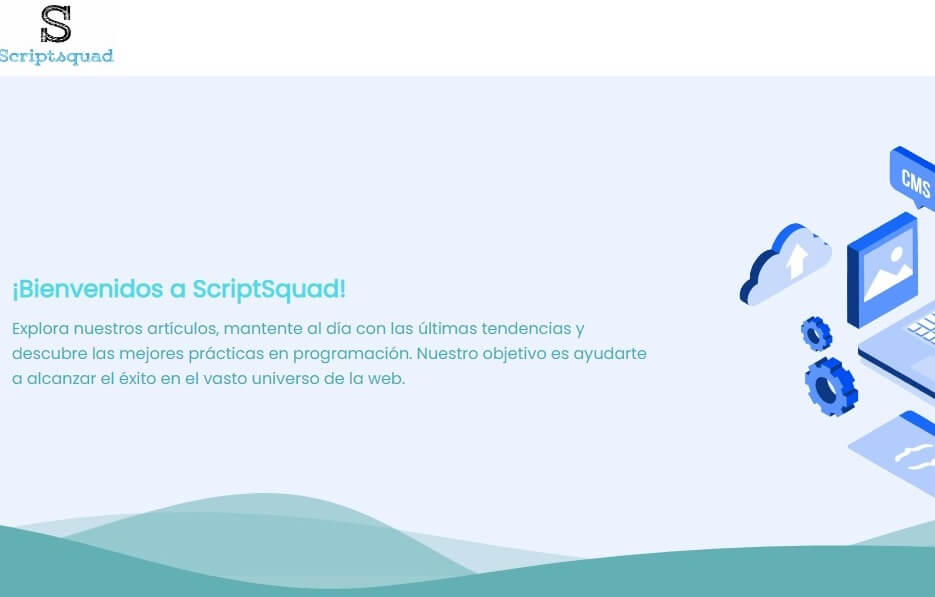 S
Scriptsquad
CMS
¡Bienvenidos a ScriptSquad!
Explora nuestros artículos, mantente al día con las últimas tendencias y
descubre las mejores prácticas en programación. Nuestro objetivo es ayudarte
a alcanzar el éxito en el vasto universo de la web.